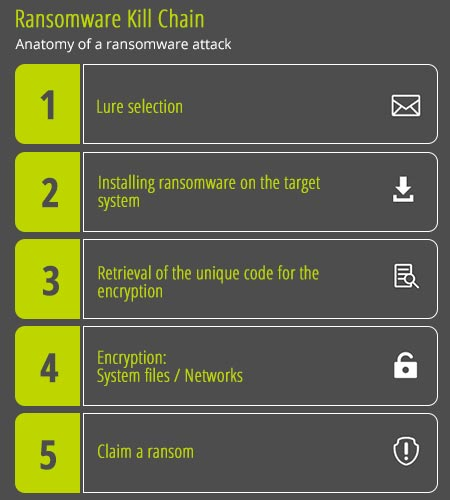 Ransomware Kill Chain
Anatomy of a ransomware attack
1
Lure selection
2
Installing ransomware on the target
system
3
Retrieval of the unique code for the
encryption
4
Encryption:
System files / Networks
5
Claim a ransom